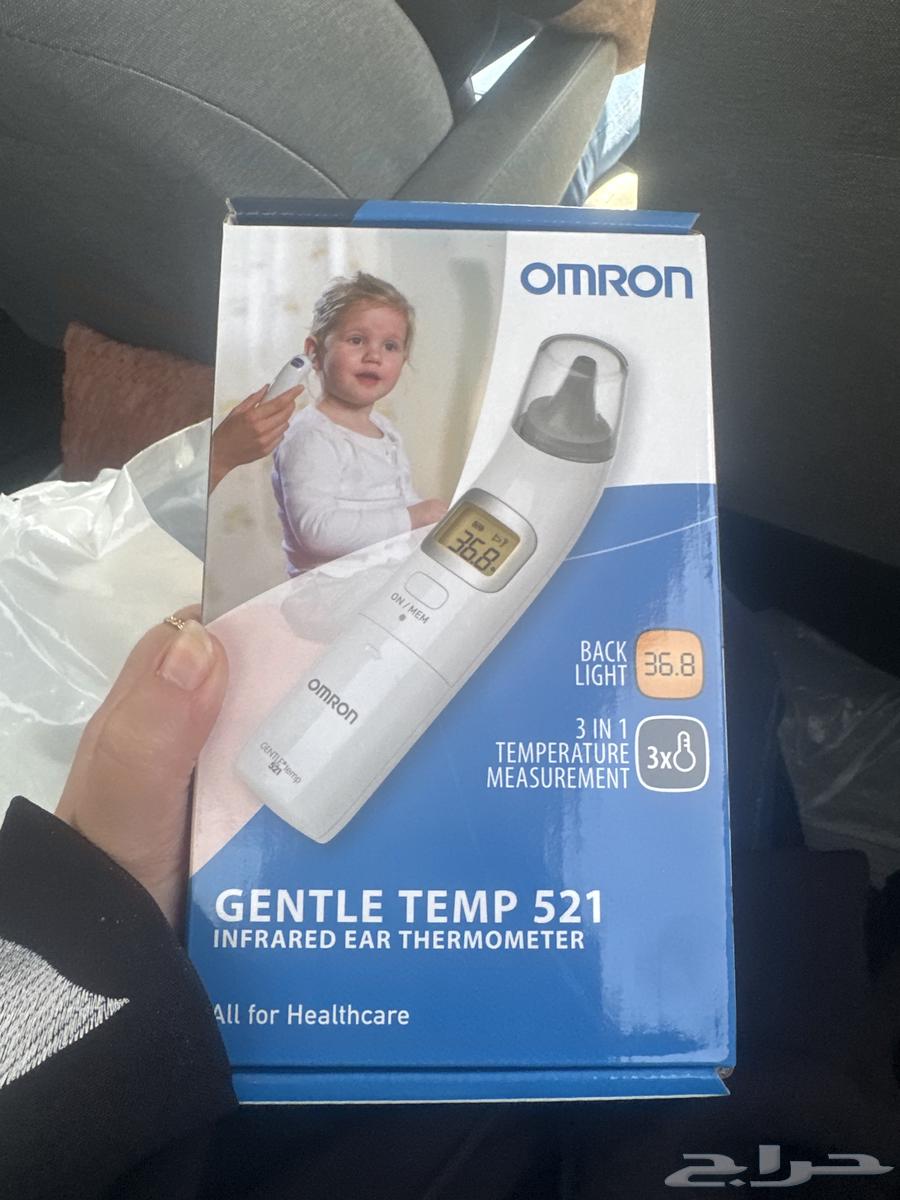 OMRON
36.8
ON / MEM
OMRON
GENTLE°temp
521
BACK
LIGHT
36.8
3 IN 1
TEMPERATURE
MEASUREMENT
3x
GENTLE TEMP 521
INFRARED EAR THERMOMETER
All for Healthcare
حراج